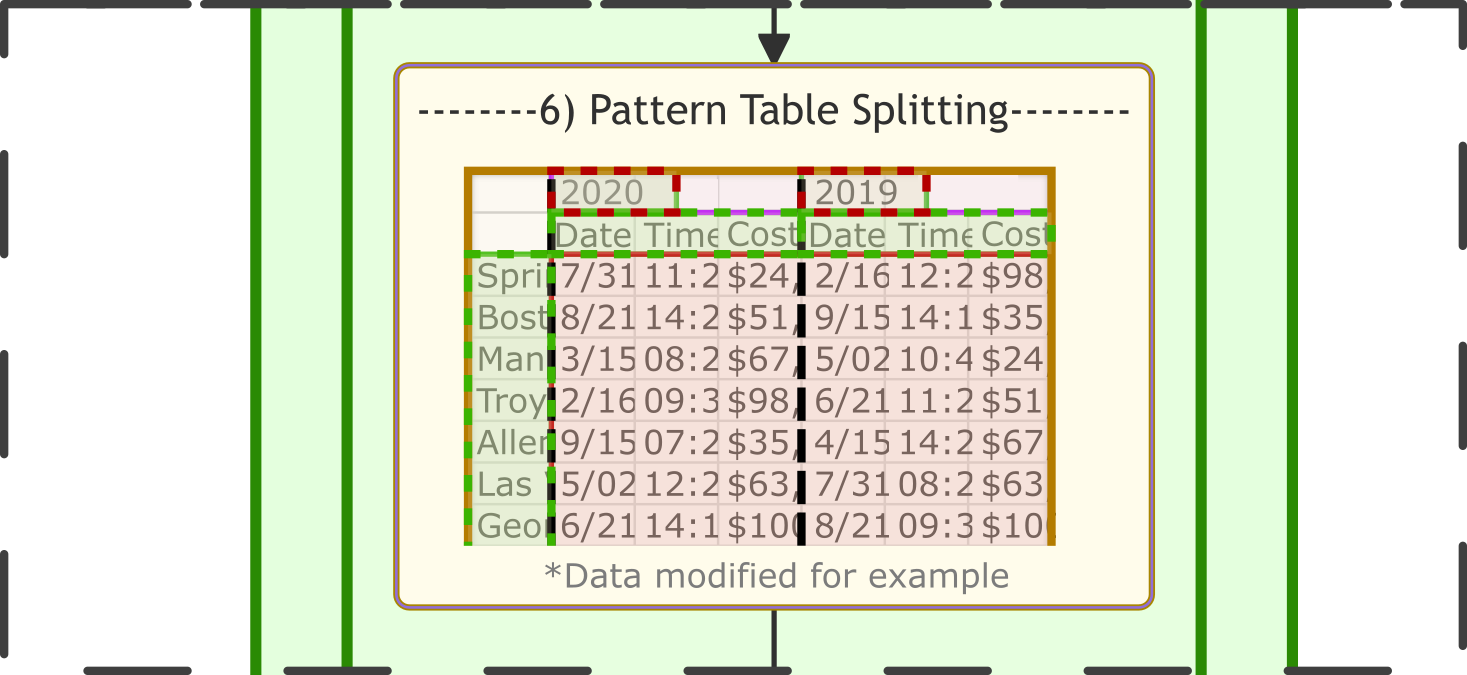 --------6) Pattern Table Splitting--------
2020 2019
Date Time Cost Date Time Cost
Spri 7/31 11:2 $24, 2/16 12:2 $98
Bost 8/21 14:2 $51, 9/15 14:1 $35
Man 3/15 08:2 $67, 5/02 10:4 $24
Troy 2/16 09:3 $98, 6/21 11:2 $51
Aller 9/15 07:2 $35, 4/15 14:2 $67
Las 5/02 12:2 $63, 7/31 08:2 $63
Geo 6/21 14:1 $100 8/21 09:3 $10
*Data modified for example